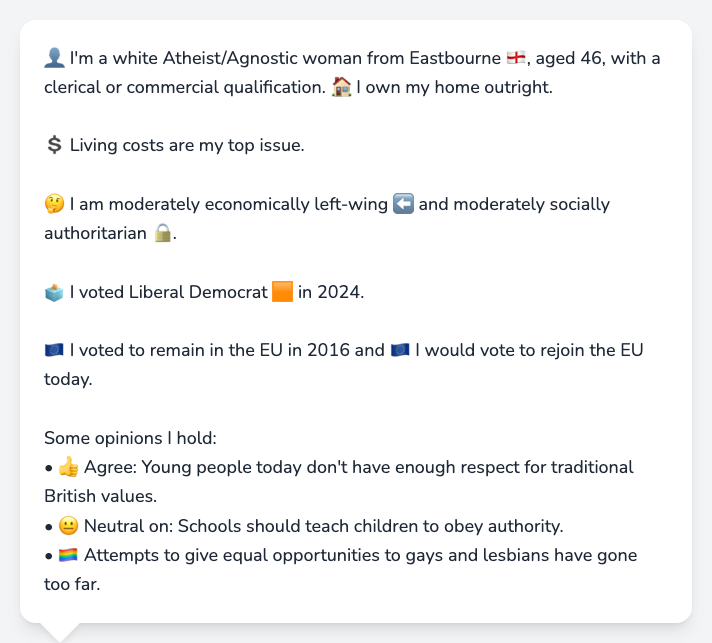 👤 I'm a white Atheist/Agnostic woman from Eastbourne 🏴󠁧󠁢󠁥󠁮󠁧󠁿, aged 46, with a
clerical or commercial qualification. 🏠 I own my home outright.
💲 Living costs are my top issue.
🤔 I am moderately economically left-wing ⬅️ and moderately socially
authoritarian 🔒.
🗳️ I voted Liberal Democrat 🟧 in 2024.
🇪🇺 I voted to remain in the EU in 2016 and 🇪🇺 I would vote to rejoin the EU
today.
Some opinions I hold:
• 👍 Agree: Young people today don't have enough respect for traditional
British values.
• 😐 Neutral on: Schools should teach children to obey authority.
• 🏳️‍🌈 Attempts to give equal opportunities to gays and lesbians have gone
too far.